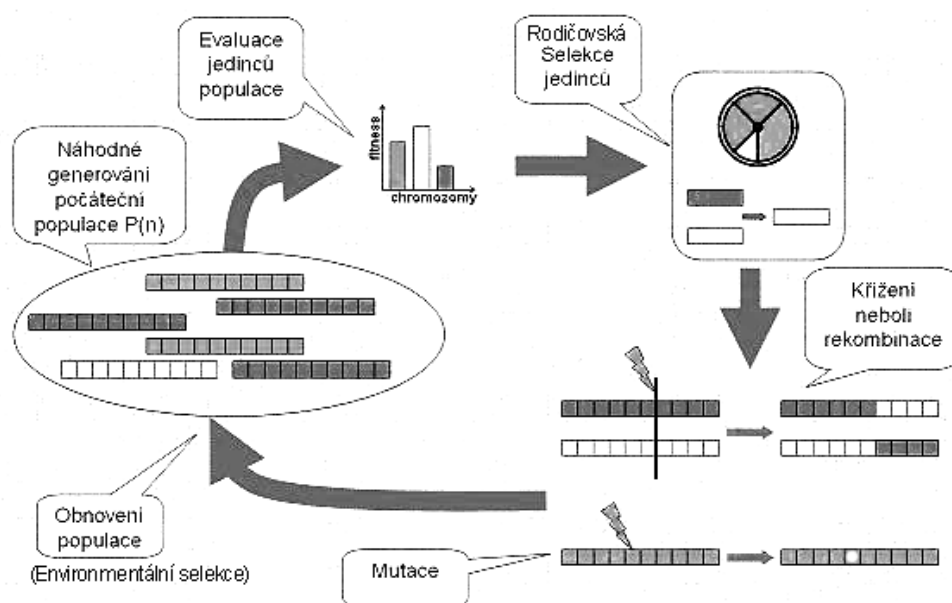 Evaluace
jedinců
populace
Rodičovská
Selekce
jedinců
Náhodné
generování
počáteční
populace P(n)
fitness
chromozomy
Křížení
neboli
rekombinace
Obnovení
populace
(Environmentální selekce)
Mutace